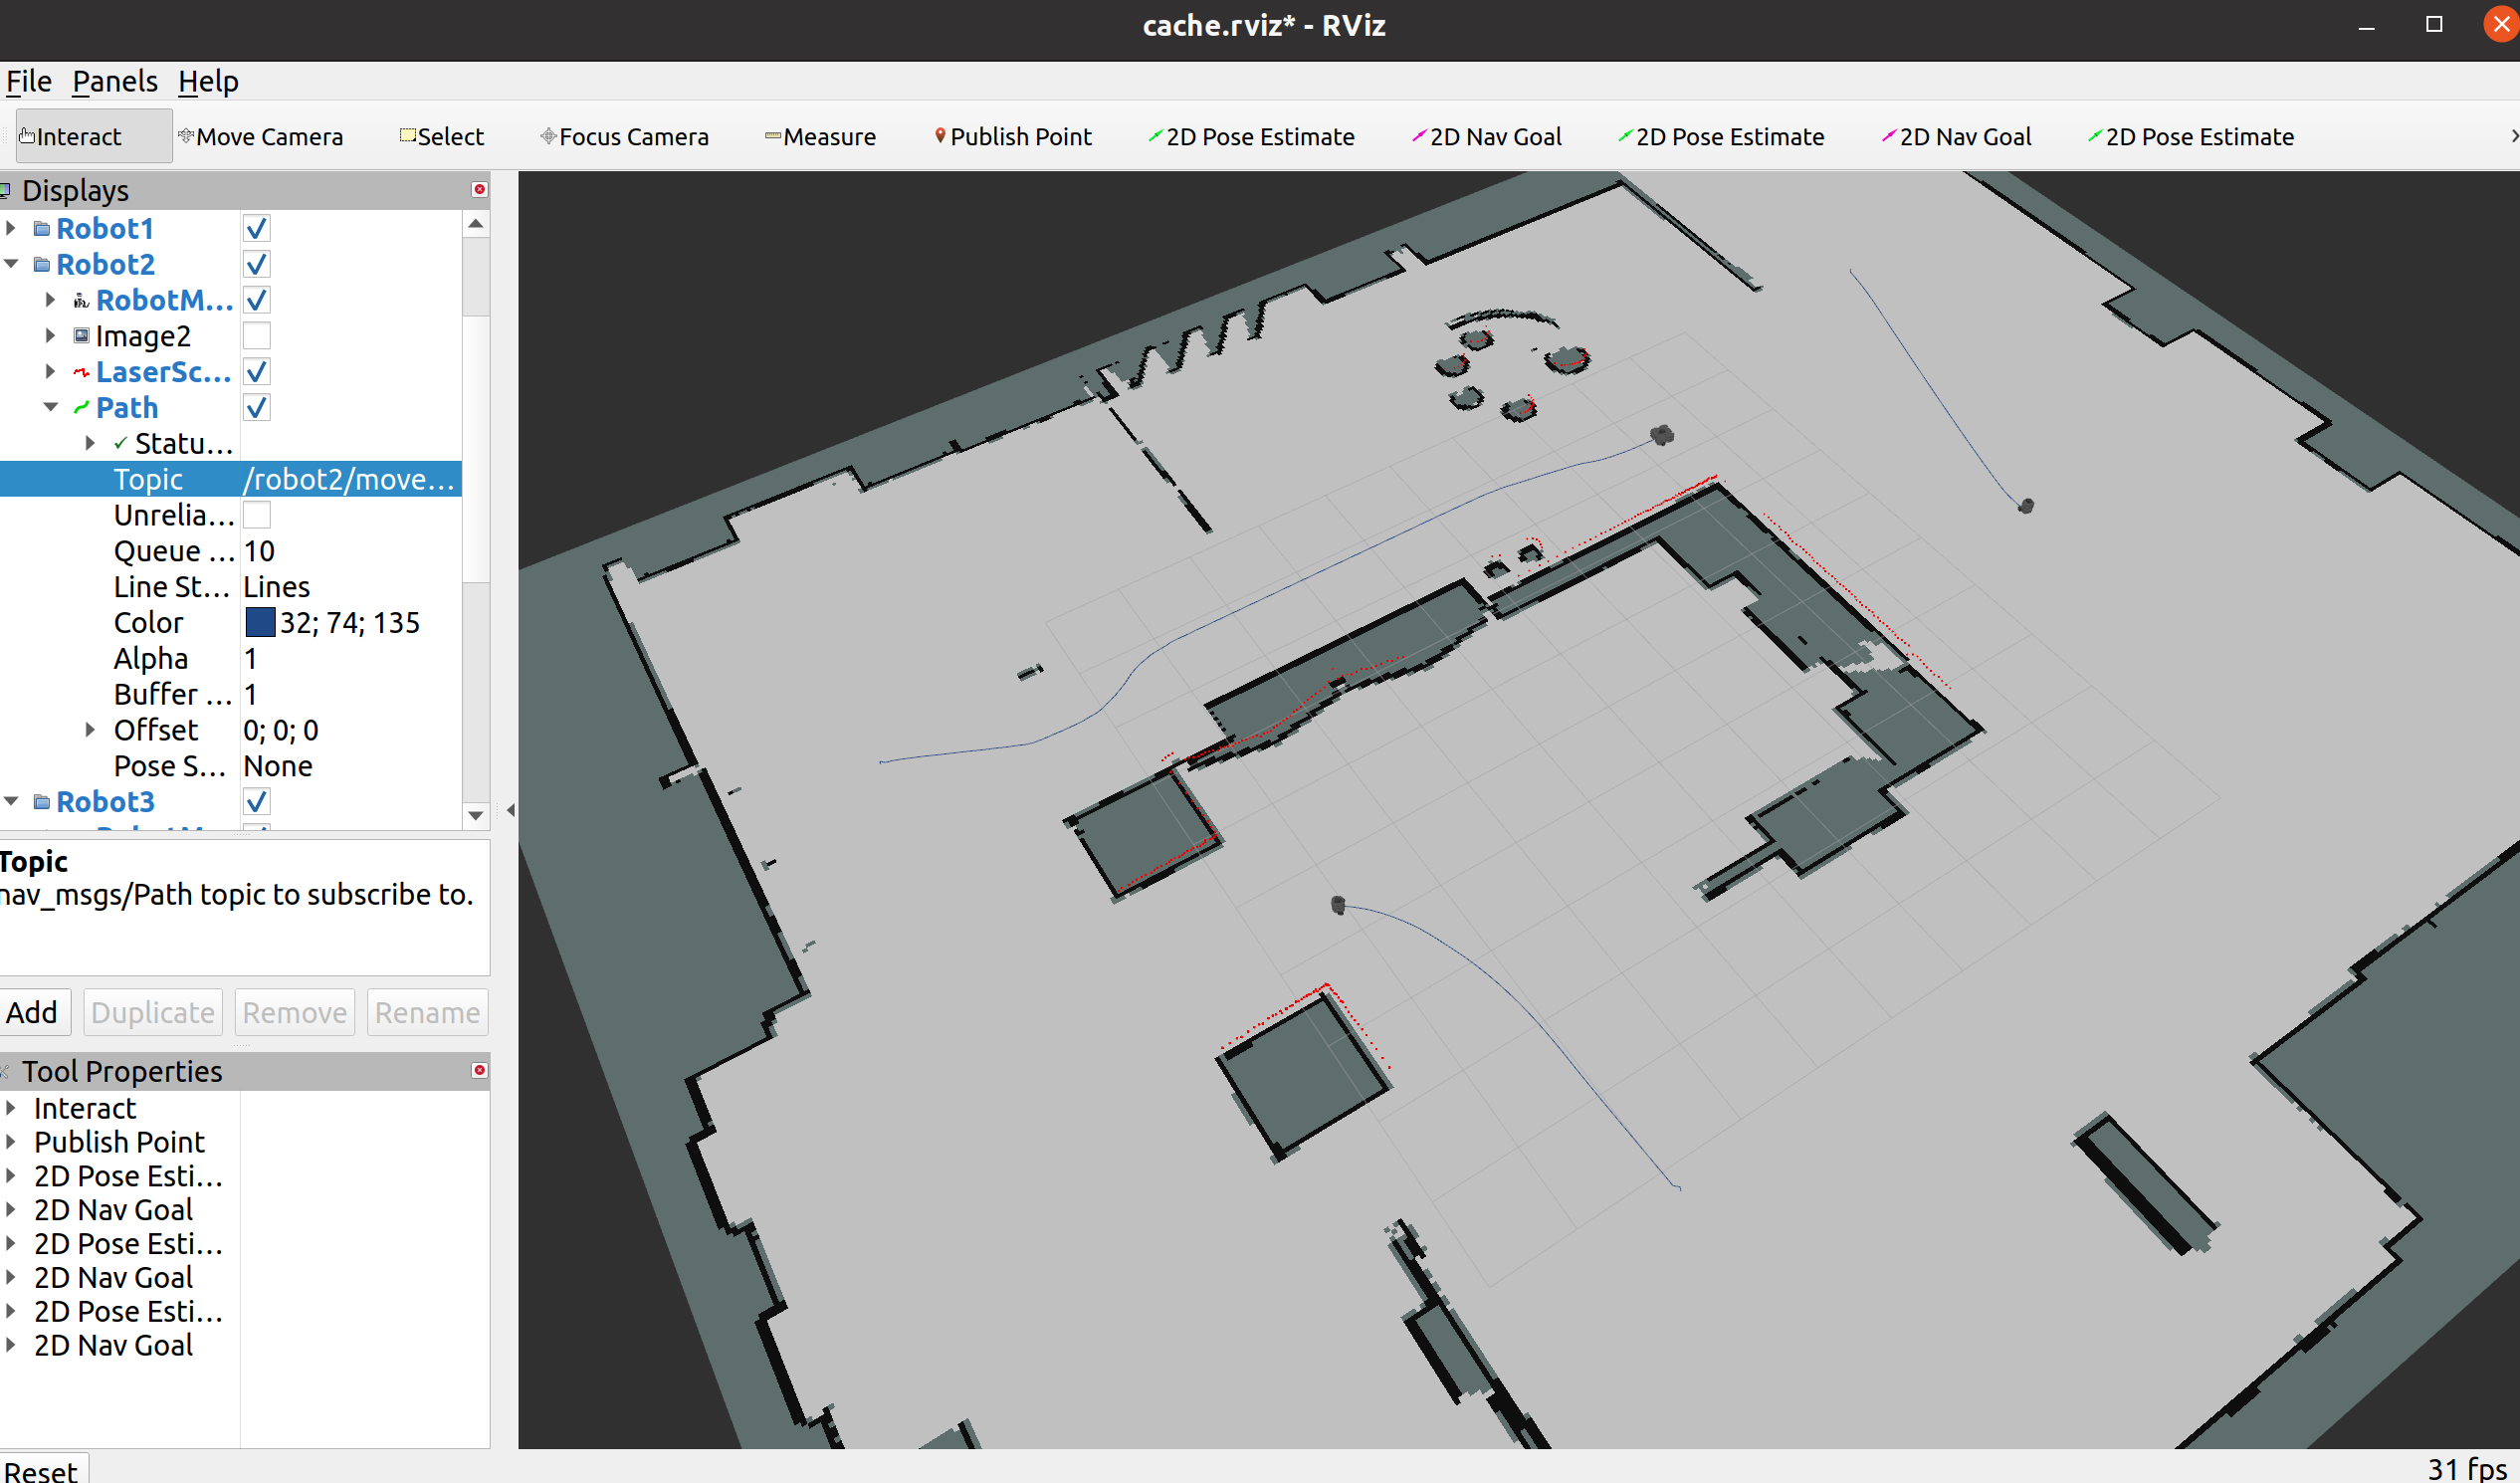 cache.rviz* - RViz
File Panels Help
Interact Move Camera Select Focus Camera Measure Publish Point 2D Pose Estimate 2D Nav Goal 2D Pose Estimate 2D Nav Goal 2D Pose Estimate
Displays
Robot1
Robot2
RobotM...
Image2
LaserSc...
Path
Statu...
Topic /robot2/move...
Unrelia...
Queue ... 10
Line St... Lines
Color 32; 74; 135
Alpha 1
Buffer ... 1
Offset 0; 0; 0
Pose S... None
Robot3
Topic
nav_msgs/Path topic to subscribe to.
Add Duplicate Remove Rename
Tool Properties
Interact
Publish Point
2D Pose Esti...
2D Nav Goal
2D Pose Esti...
2D Nav Goal
2D Pose Esti...
2D Nav Goal
Reset
31 fps